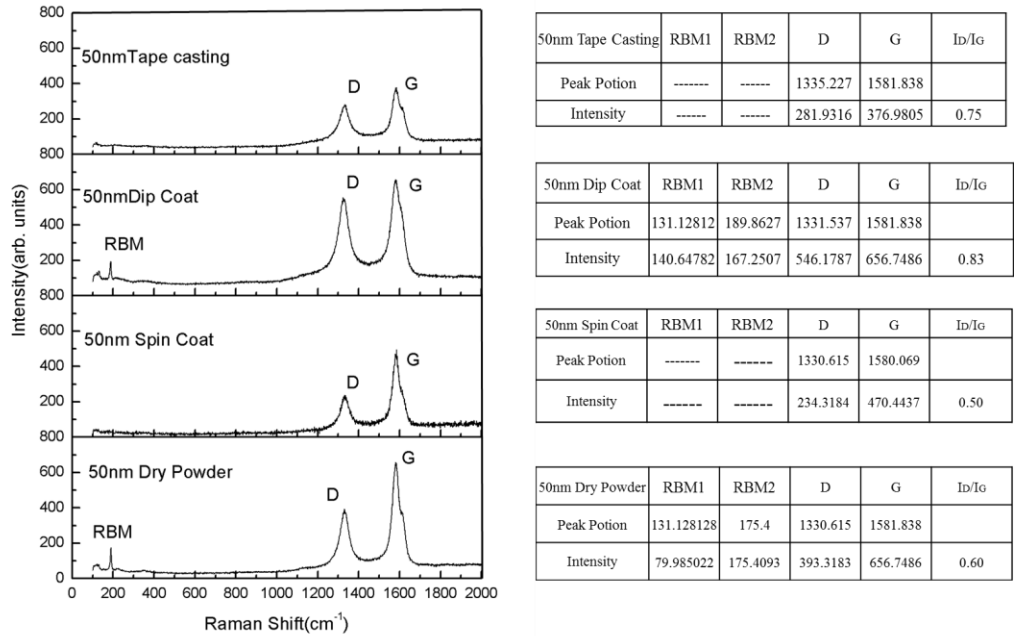 Intensity(arb. units)
800
600
400
200
50nmTape casting
D
G
800
600
400
200
50nmDip Coat
RBM
D
G
800
600
400
200
50nm Spin Coat
D
G
800
600
400
200
0
50nm Dry Powder
RBM
D
G
0 200 400 600 800 1000 1200 1400 1600 1800 2000
Raman Shift(cm⁻¹)
50nm Tape Casting RBM1 RBM2 D G ID/IG
Peak Potion ------- ------ 1335.227 1581.838
Intensity ------ ------ 281.9316 376.9805 0.75
50nm Dip Coat RBM1 RBM2 D G ID/IG
Peak Potion 131.12812 189.8627 1331.537 1581.838
Intensity 140.64782 167.2507 546.1787 656.7486 0.83
50nm Spin Coat RBM1 RBM2 D G ID/IG
Peak Potion ------- ------ 1330.615 1580.069
Intensity ------ ------ 234.3184 470.4437 0.50
50nm Dry Powder RBM1 RBM2 D G ID/IG
Peak Potion 131.128128 175.4 1330.615 1581.838
Intensity 79.985022 175.4093 393.3183 656.7486 0.60